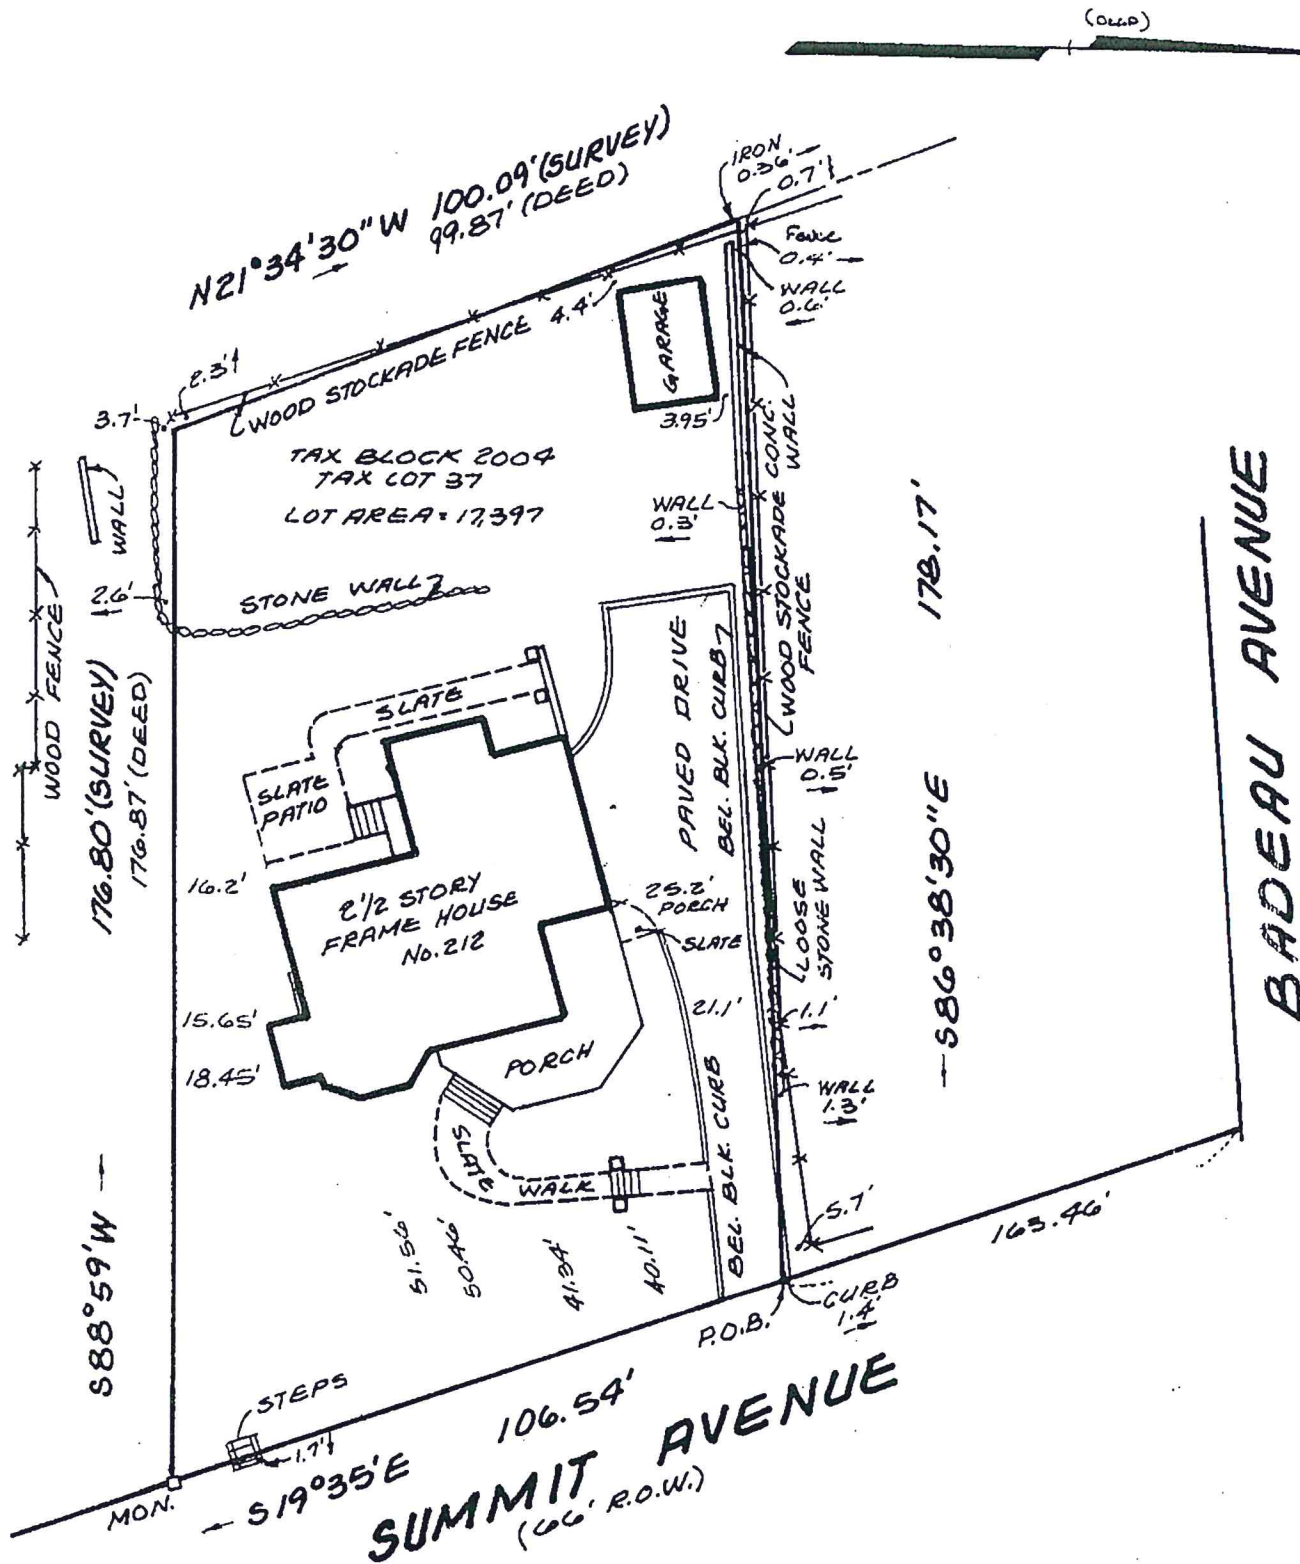 (DEED)
N21°34'30"W 100.09'(SURVEY)
99.87'(DEED)
IRON
0.36'
0.7'
Fence
0.4'
WALL
0.6'
2.3'
3.7'
WOOD STOCKADE FENCE
4.4'
GARAGE
3.95'
WALL
TAX BLOCK 2004
TAX LOT 37
LOT AREA = 17,397
WALL
0.3'
WOOD STOCKADE CONC.
FENCE
WALL
178.17'
S86°38'30"E
BADEAU AVENUE
WOOD FENCE
2.6'
STONE WALL
176.80'(SURVEY)
176.87'(DEED)
S88°59'W
SLATE
SLATE
PATIO
PAVED DRIVE
BEL. BLK. CURB
WALL
0.5'
16.2'
2 1/2 STORY
FRAME HOUSE
No. 212
25.2'
PORCH
SLATE
LOOSE
STONE WALL
15.65'
21.1'
1.1'
18.45'
PORCH
WALL
1.3'
SLATE
WALK
BEL. BLK. CURB
51.56'
50.46'
41.34'
40.11'
5.7'
163.46'
CURB
1.4'
P.O.B.
STEPS
1.7'
106.54'
MON.
S19°35'E
SUMMIT AVENUE
(66' R.O.W.)